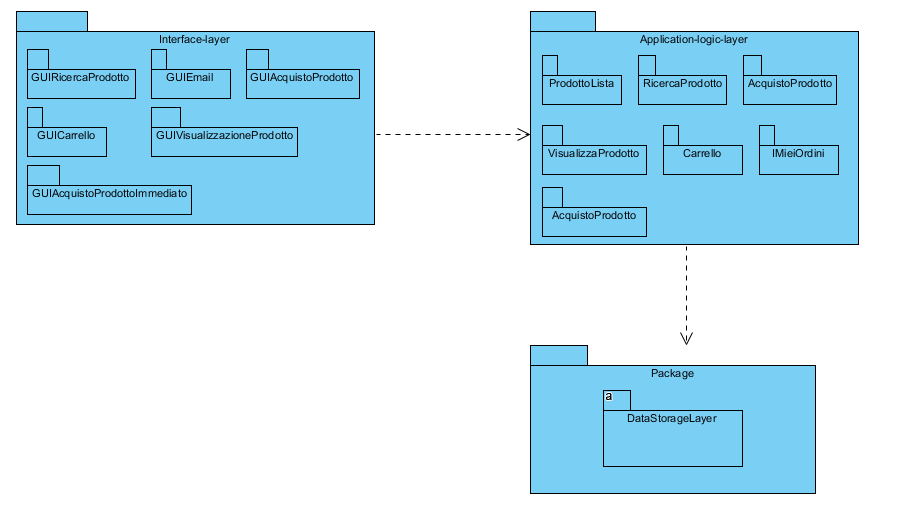 Interface-layer
GUIRicercaProdotto
GUIEmail
GUIAcquistoProdotto
GUICarrello
GUIVisualizzazioneProdotto
GUIAcquistoProdottoImmediato
Application-logic-layer
ProdottoLista
RicercaProdotto
AcquistoProdotto
VisualizzaProdotto
Carrello
IMieiOrdini
AcquistoProdotto
Package
a
DataStorageLayer